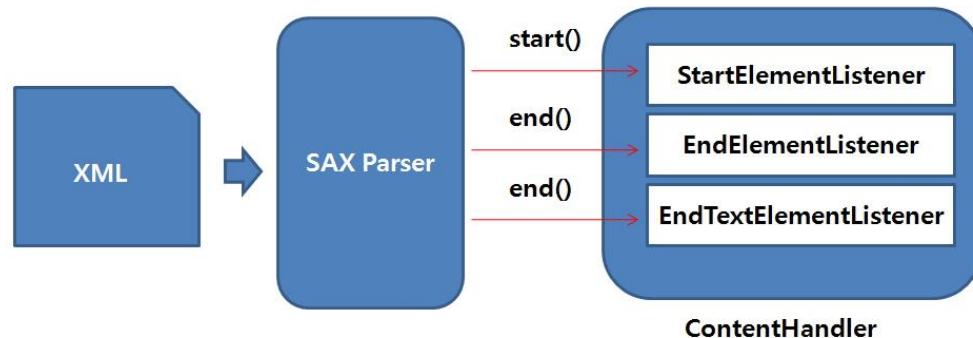 XML
SAX Parser
start()
end()
end()
StartElementListener
EndElementListener
EndTextElementListener
ContentHandler